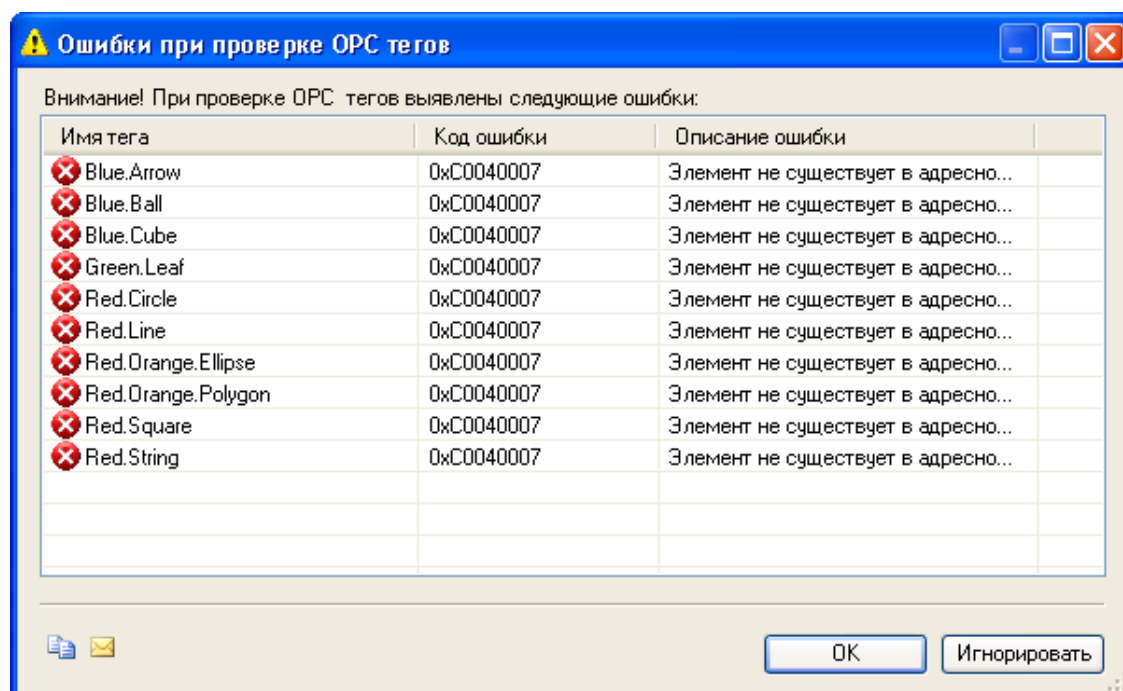 Ошибки при проверке OPC тегов
Внимание! При проверке OPC тегов выявлены следующие ошибки:
Имя тега Код ошибки Описание ошибки
Blue.Arrow 0xC0040007 Элемент не существует в адресно...
Blue.Ball 0xC0040007 Элемент не существует в адресно...
Blue.Cube 0xC0040007 Элемент не существует в адресно...
Green.Leaf 0xC0040007 Элемент не существует в адресно...
Red.Circle 0xC0040007 Элемент не существует в адресно...
Red.Line 0xC0040007 Элемент не существует в адресно...
Red.Orange.Ellipse 0xC0040007 Элемент не существует в адресно...
Red.Orange.Polygon 0xC0040007 Элемент не существует в адресно...
Red.Square 0xC0040007 Элемент не существует в адресно...
Red.String 0xC0040007 Элемент не существует в адресно...
OK Игнорировать